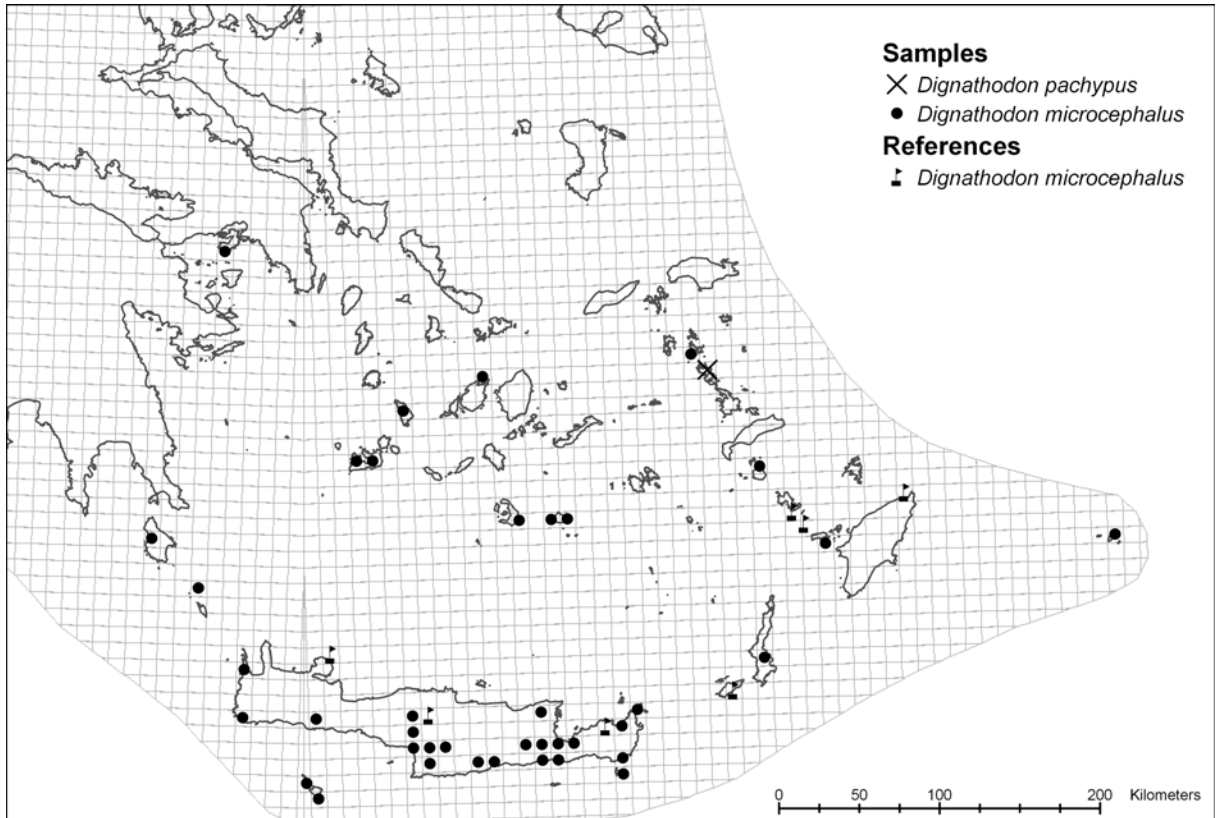 Samples
Dignathodon pachypus
Dignathodon microcephalus
References
Dignathodon microcephalus
0 50 100 200 Kilometers